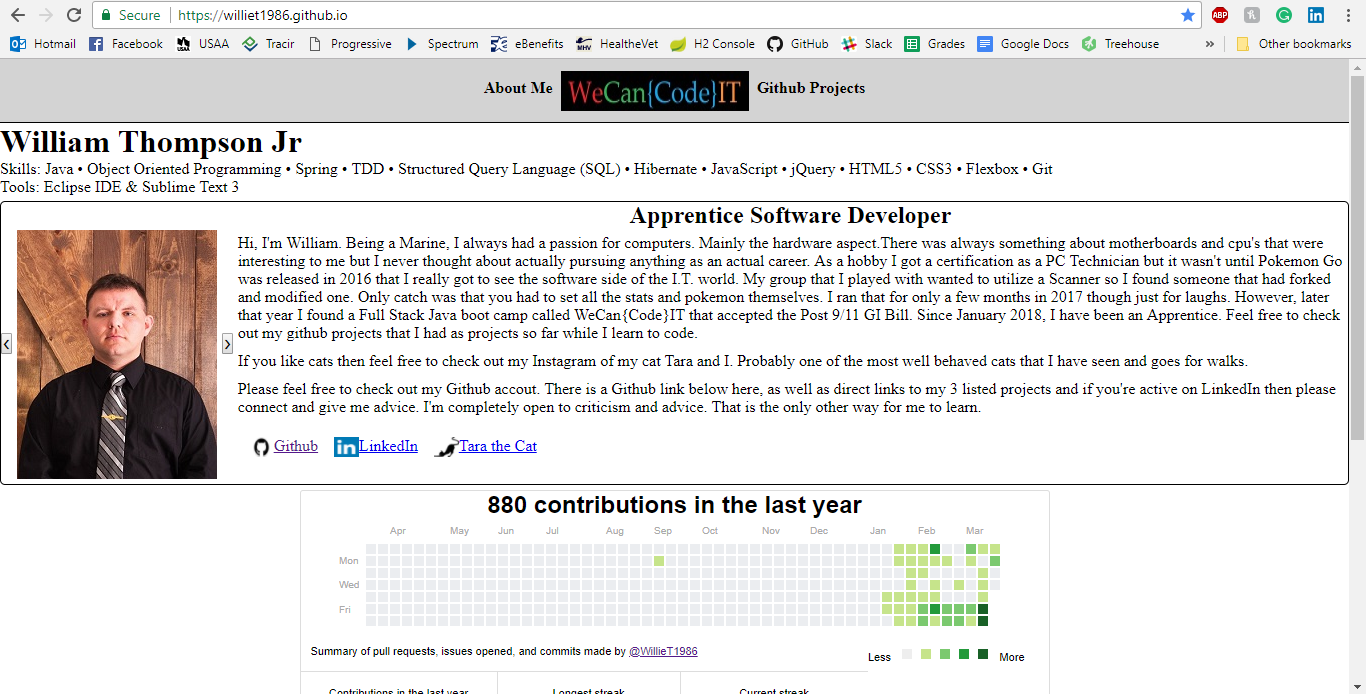 Secure https://williet1986.github.io ABP
Hotmail Facebook USAA Tracir Progressive Spectrum eBenefits MHV HealtheVet H2 Console GitHub Slack Grades Google Docs Treehouse » Other bookmarks
About Me WeCan{Code}IT Github Projects
William Thompson Jr
Skills: Java • Object Oriented Programming • Spring • TDD • Structured Query Language (SQL) • Hibernate • JavaScript • jQuery • HTML5 • CSS3 • Flexbox • Git
Tools: Eclipse IDE & Sublime Text 3
Apprentice Software Developer
Hi, I'm William. Being a Marine, I always had a passion for computers. Mainly the hardware aspect.There was always something about motherboards and cpu's that were
interesting to me but I never thought about actually pursuing anything as an actual career. As a hobby I got a certification as a PC Technician but it wasn't until Pokemon Go
was released in 2016 that I really got to see the software side of the I.T. world. My group that I played with wanted to utilize a Scanner so I found someone that had forked
and modified one. Only catch was that you had to set all the stats and pokemon themselves. I ran that for only a few months in 2017 though just for laughs. However, later
that year I found a Full Stack Java boot camp called WeCan{Code}IT that accepted the Post 9/11 GI Bill. Since January 2018, I have been an Apprentice. Feel free to check
out my github projects that I had as projects so far while I learn to code.
If you like cats then feel free to check out my Instagram of my cat Tara and I. Probably one of the most well behaved cats that I have seen and goes for walks.
Please feel free to check out my Github accout. There is a Github link below here, as well as direct links to my 3 listed projects and if you're active on LinkedIn then please
connect and give me advice. I'm completely open to criticism and advice. That is the only other way for me to learn.
Github LinkedIn Tara the Cat
880 contributions in the last year
Apr May Jun Jul Aug Sep Oct Nov Dec Jan Feb Mar
Mon
Wed
Fri
Summary of pull requests, issues opened, and commits made by @WillieT1986
Less More
Contributions in the last year Longest streak Current streak